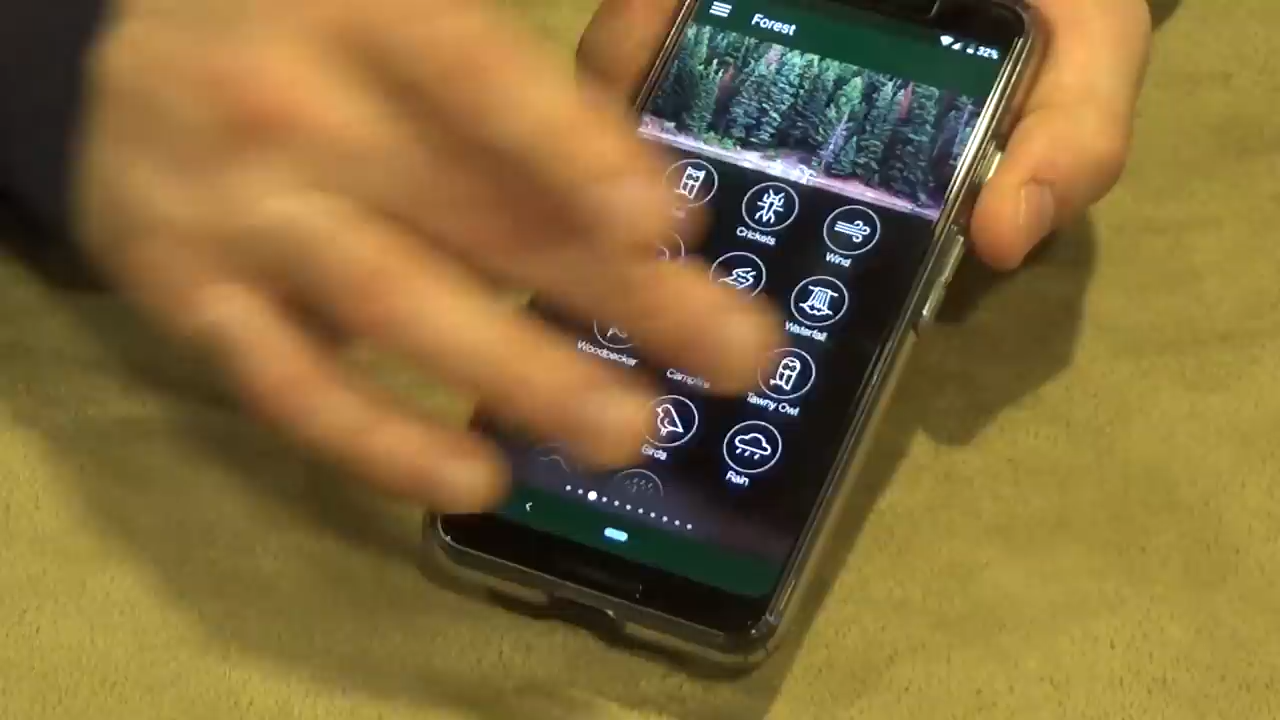 Forest
32%
Crickets
Wind
Waterfall
Woodpecker
Campfire
Tawny Owl
Birds
Rain